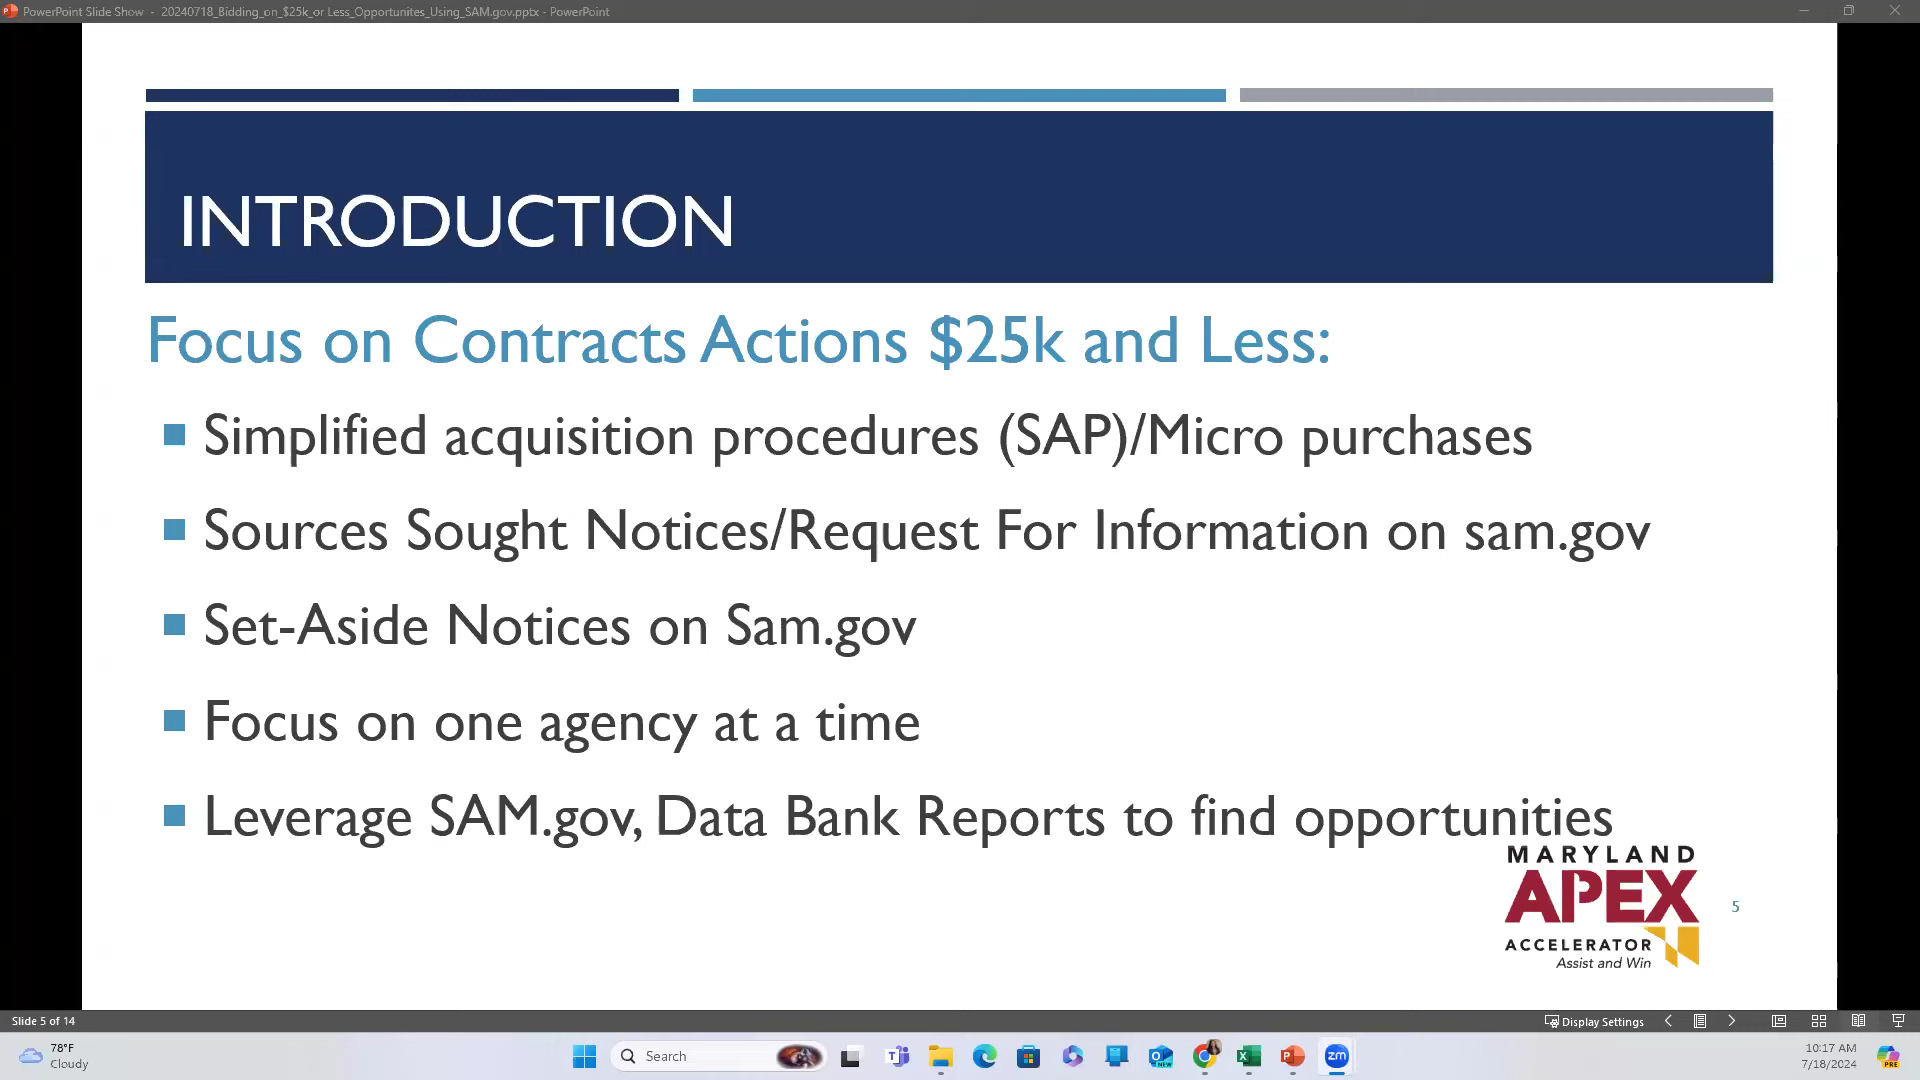 PowerPoint Slide Show - 20240718_Bidding_on_$25k_or Less_Opportunites_Using_SAM.gov.pptx - PowerPoint
INTRODUCTION
Focus on Contracts Actions $25k and Less:
Simplified acquisition procedures (SAP)/Micro purchases
Sources Sought Notices/Request For Information on sam.gov
Set-Aside Notices on Sam.gov
Focus on one agency at a time
Leverage SAM.gov, Data Bank Reports to find opportunities
MARYLAND
APEX
ACCELERATOR
Assist and Win
5
Slide 5 of 14
Display Settings
78°F
Cloudy
Search
10:17 AM
7/18/2024